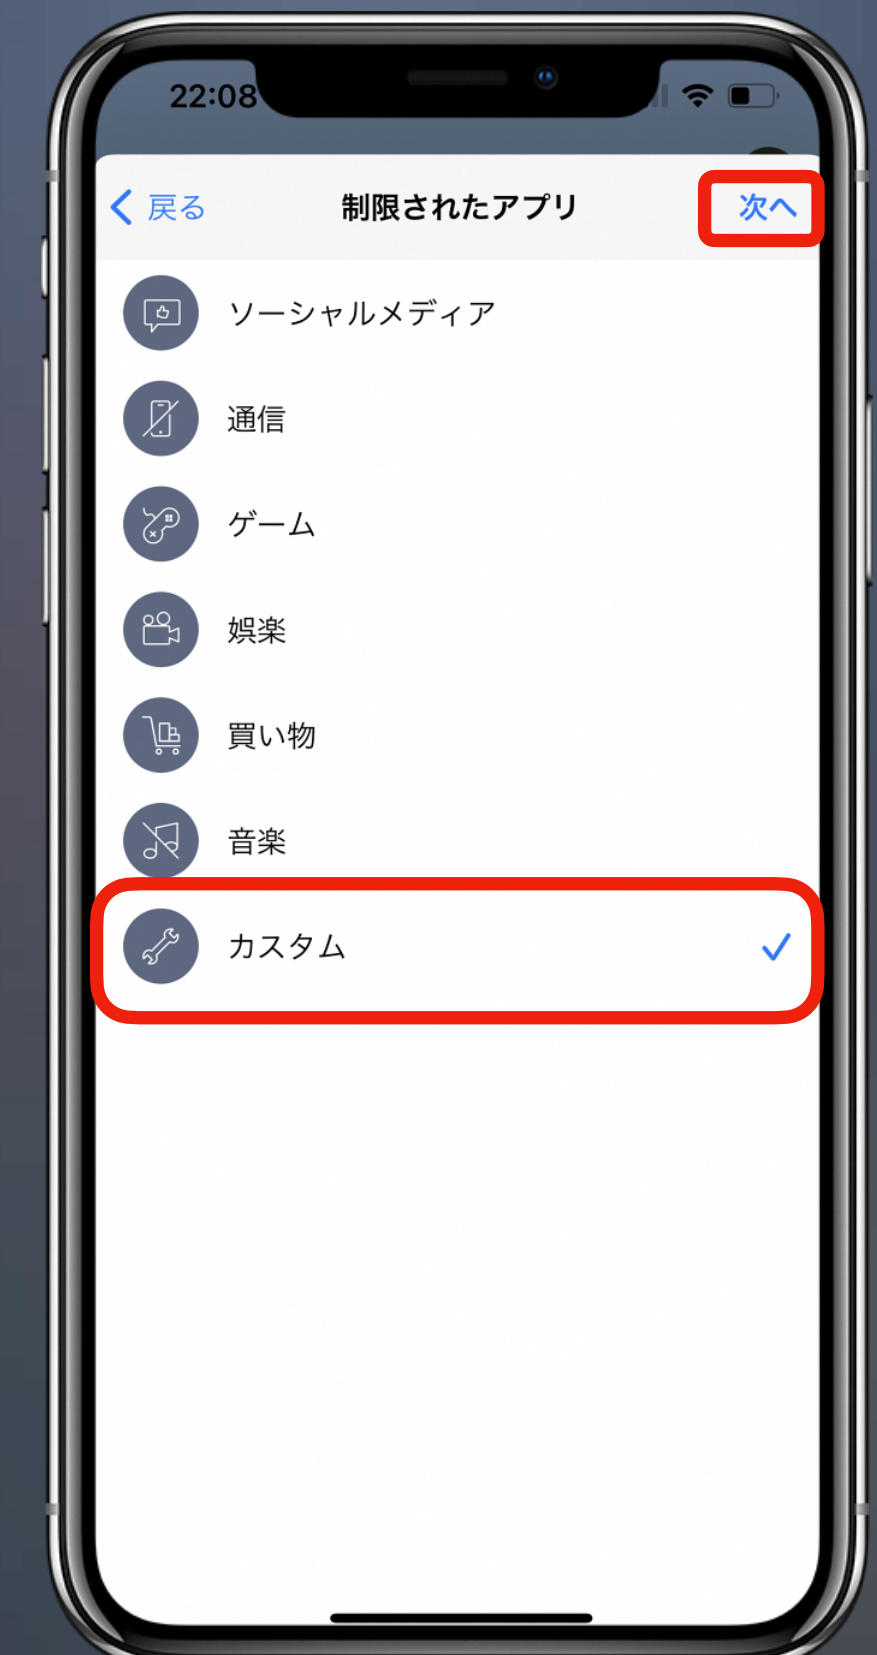 22:08
戻る
制限されたアプリ
次へ
ソーシャルメディア
通信
ゲーム
娯楽
買い物
音楽
カスタム